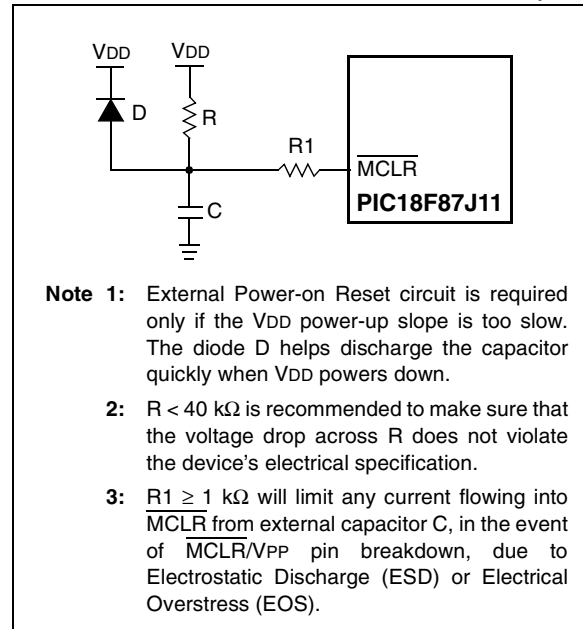 VDD VDD
D
R
R1
MCLR
PIC18F87J11
C
Note 1: External Power-on Reset circuit is required
only if the VDD power-up slope is too slow.
The diode D helps discharge the capacitor
quickly when VDD powers down.
2: R < 40 kΩ is recommended to make sure that
the voltage drop across R does not violate
the device's electrical specification.
3: R1 ≥ 1 kΩ will limit any current flowing into
MCLR from external capacitor C, in the event
of MCLR/VPP pin breakdown, due to
Electrostatic Discharge (ESD) or Electrical
Overstress (EOS).